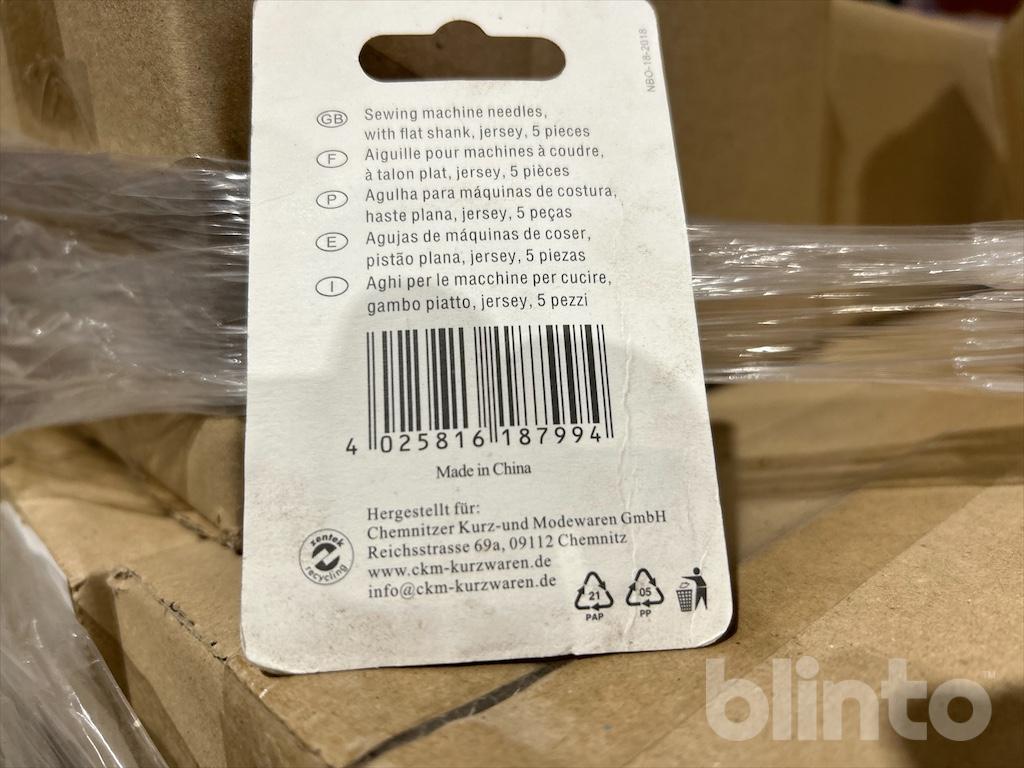 NBO-18-2018
GB Sewing machine needles,
with flat shank, jersey, 5 pieces
F Aiguille pour machines à coudre,
à talon plat, jersey, 5 pièces
P Agulha para máquinas de costura,
haste plana, jersey, 5 peças
E Agujas de máquinas de coser,
pistão plana, jersey, 5 piezas
I Aghi per le macchine per cucire,
gambo piatto, jersey, 5 pezzi
4 025816 187994
Made in China
Hergestellt für:
Chemnitzer Kurz-und Modewaren GmbH
Reichsstrasse 69a, 09112 Chemnitz
www.ckm-kurzwaren.de
info@ckm-kurzwaren.de
zentek
recycling
21
PAP
05
PP
blinto™